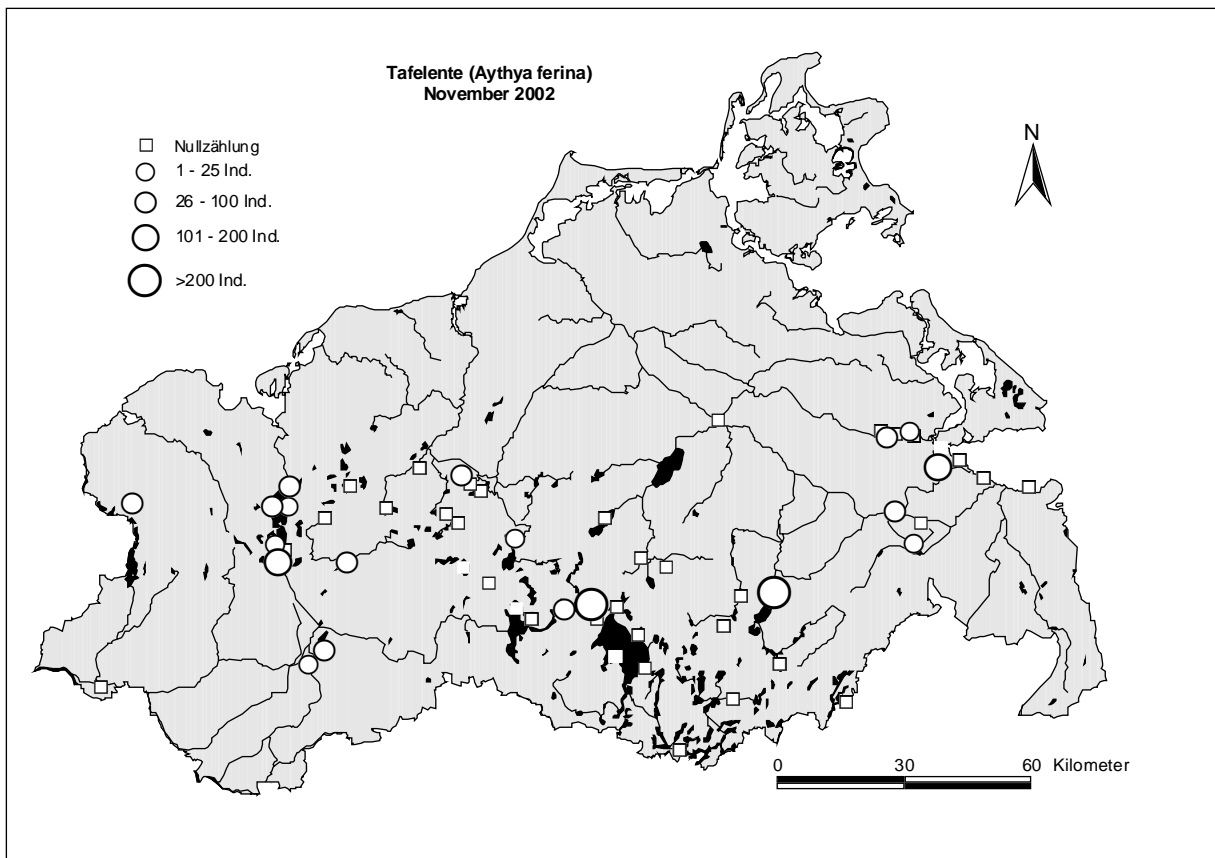 Tafelente (Aythya ferina)
November 2002
Nullzählung
1 - 25 Ind.
26 - 100 Ind.
101 - 200 Ind.
>200 Ind.
N
0 30 60 Kilometer